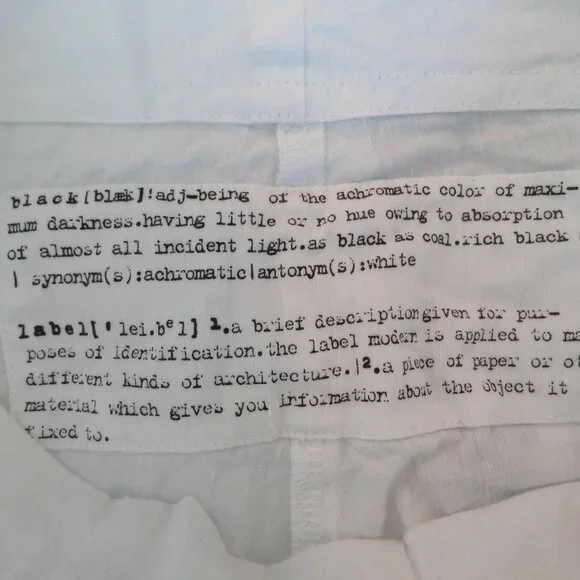 black[blæk]!adj-being of the achromatic color of maxi-
mum darkness.having little or no hue owing to absorption
of almost all incident light.as black as coal.rich black
| synonym(s):achromatic|antonym(s):white
label['lei.bᵉl] 1.a brief descriptiongiven for pur-
poses of identification.the label modern is applied to
different kinds of architecture.|2.a piece of paper or
material which gives you information about the object it
fixed to.